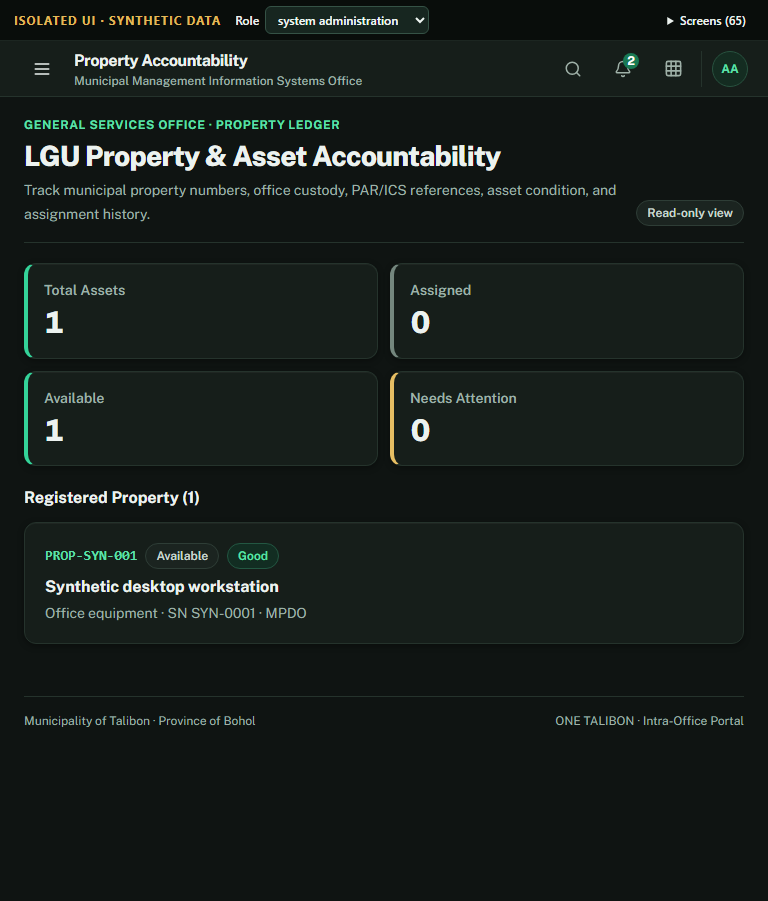 ISOLATED UI · SYNTHETIC DATA Role system administration Screens (65)
Property Accountability
Municipal Management Information Systems Office
2
AA
GENERAL SERVICES OFFICE · PROPERTY LEDGER
LGU Property & Asset Accountability
Track municipal property numbers, office custody, PAR/ICS references, asset condition, and
assignment history.
Read-only view
Total Assets
1
Assigned
0
Available
1
Needs Attention
0
Registered Property (1)
PROP-SYN-001 Available Good
Synthetic desktop workstation
Office equipment · SN SYN-0001 · MPDO
Municipality of Talibon · Province of Bohol
ONE TALIBON · Intra-Office Portal